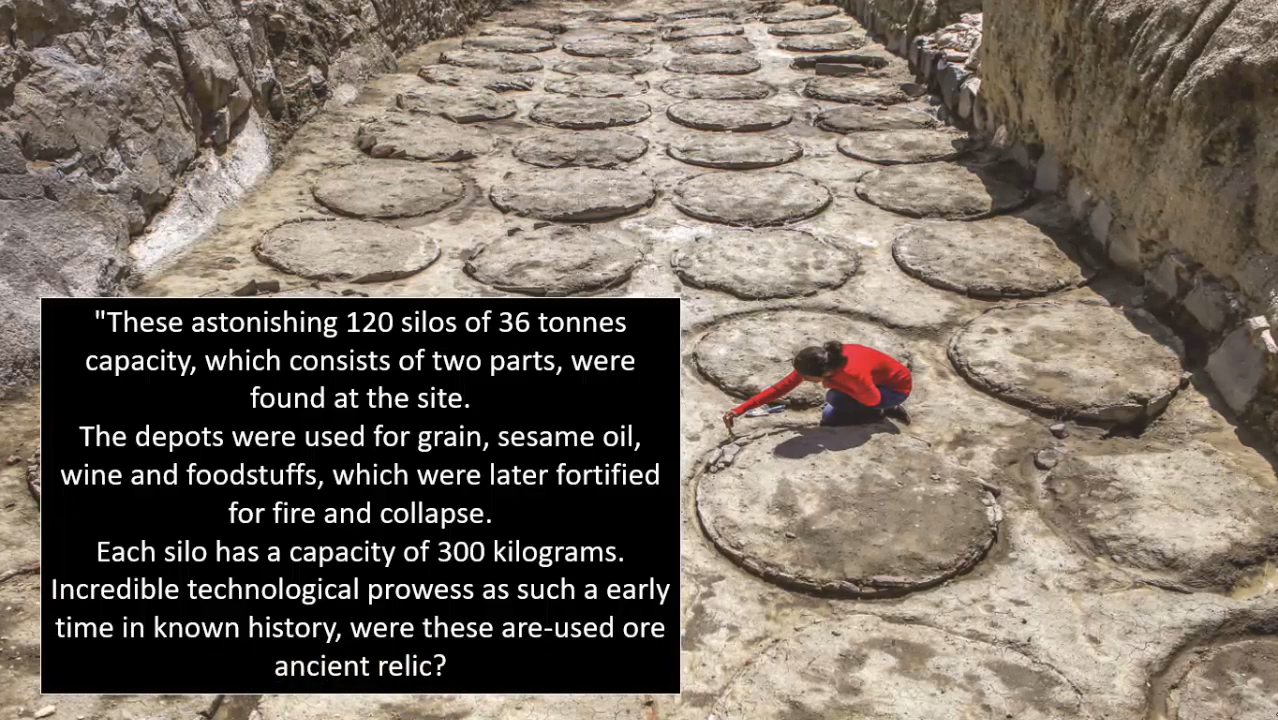 "These astonishing 120 silos of 36 tonnes
capacity, which consists of two parts, were
found at the site.
The depots were used for grain, sesame oil,
wine and foodstuffs, which were later fortified
for fire and collapse.
Each silo has a capacity of 300 kilograms.
Incredible technological prowess as such a early
time in known history, were these are-used ore
ancient relic?